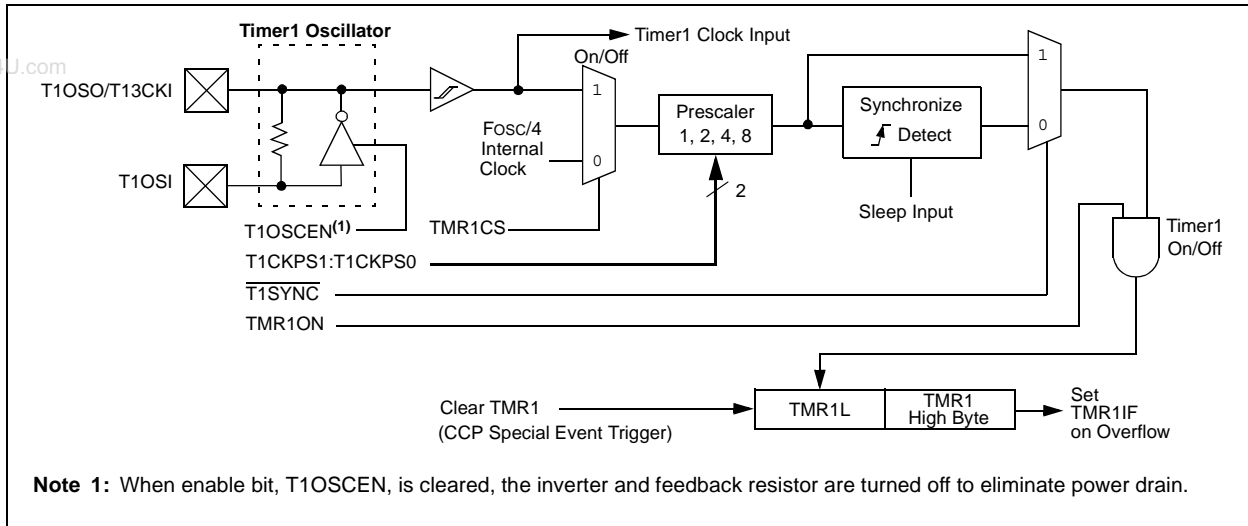 Timer1 Oscillator
4U.com
T1OSO/T13CKI
T1OSI
Timer1 Clock Input
On/Off
1
0
FOSC/4
Internal
Clock
Prescaler
1, 2, 4, 8
2
Synchronize
Detect
Sleep Input
1
0
T1OSCEN(1)
TMR1CS
T1CKPS1:T1CKPS0
T1SYNC
TMR1ON
Timer1
On/Off
Clear TMR1
(CCP Special Event Trigger)
TMR1L
TMR1
High Byte
Set
TMR1IF
on Overflow
Note 1: When enable bit, T1OSCEN, is cleared, the inverter and feedback resistor are turned off to eliminate power drain.